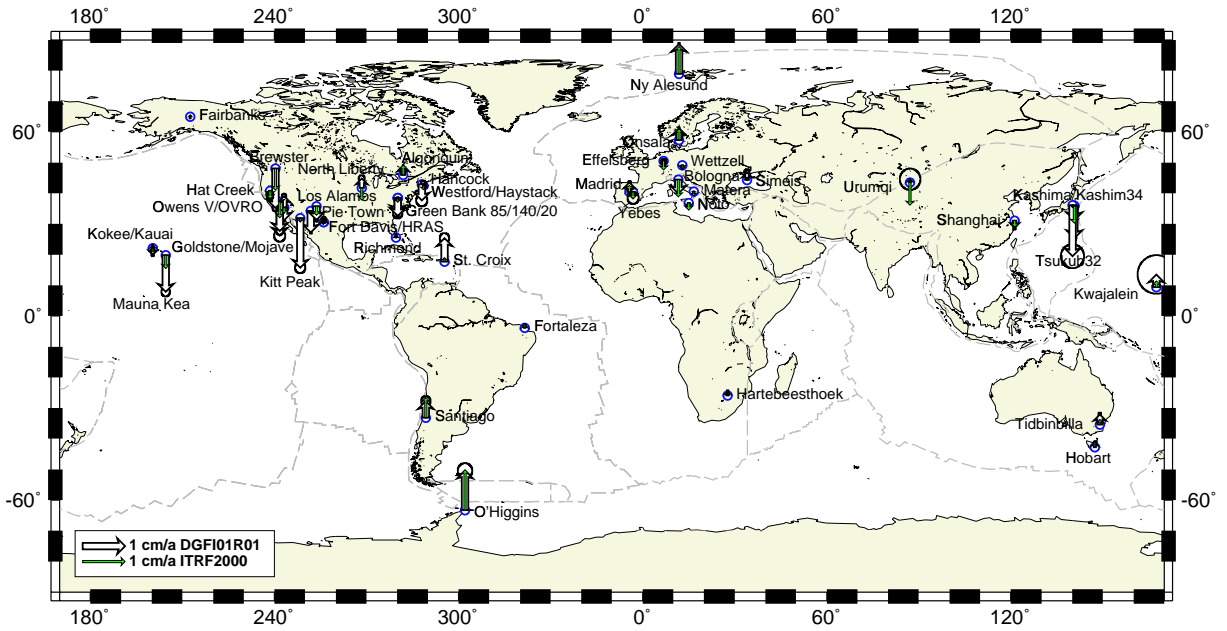 180° 240° 300° 0° 60° 120°
Ny Alesund
60° 60°
Fairbanks
Onsala
Effelsberg Wettzell
Brewster Algonquin
North Liberty Hancock
Bologna Simeis
Madrid Matera
Hat Creek Los Alamos Westford/Haystack
Urumqi Kashima/Kashim34
Owens V/OVRO Pie Town Green Bank 85/140/20
Yebes Noto
Shanghai
Fort Davis/HRAS
Kokee/Kauai Goldstone/Mojave Richmond
St. Croix Tsukub32
Kitt Peak
Mauna Kea Kwajalein
0° 0°
Fortaleza
Hartebeesthoek
Santiago Tidbinbilla
Hobart
-60° -60°
O'Higgins
1 cm/a DGFI01R01
1 cm/a ITRF2000
180° 240° 300° 0° 60° 120°